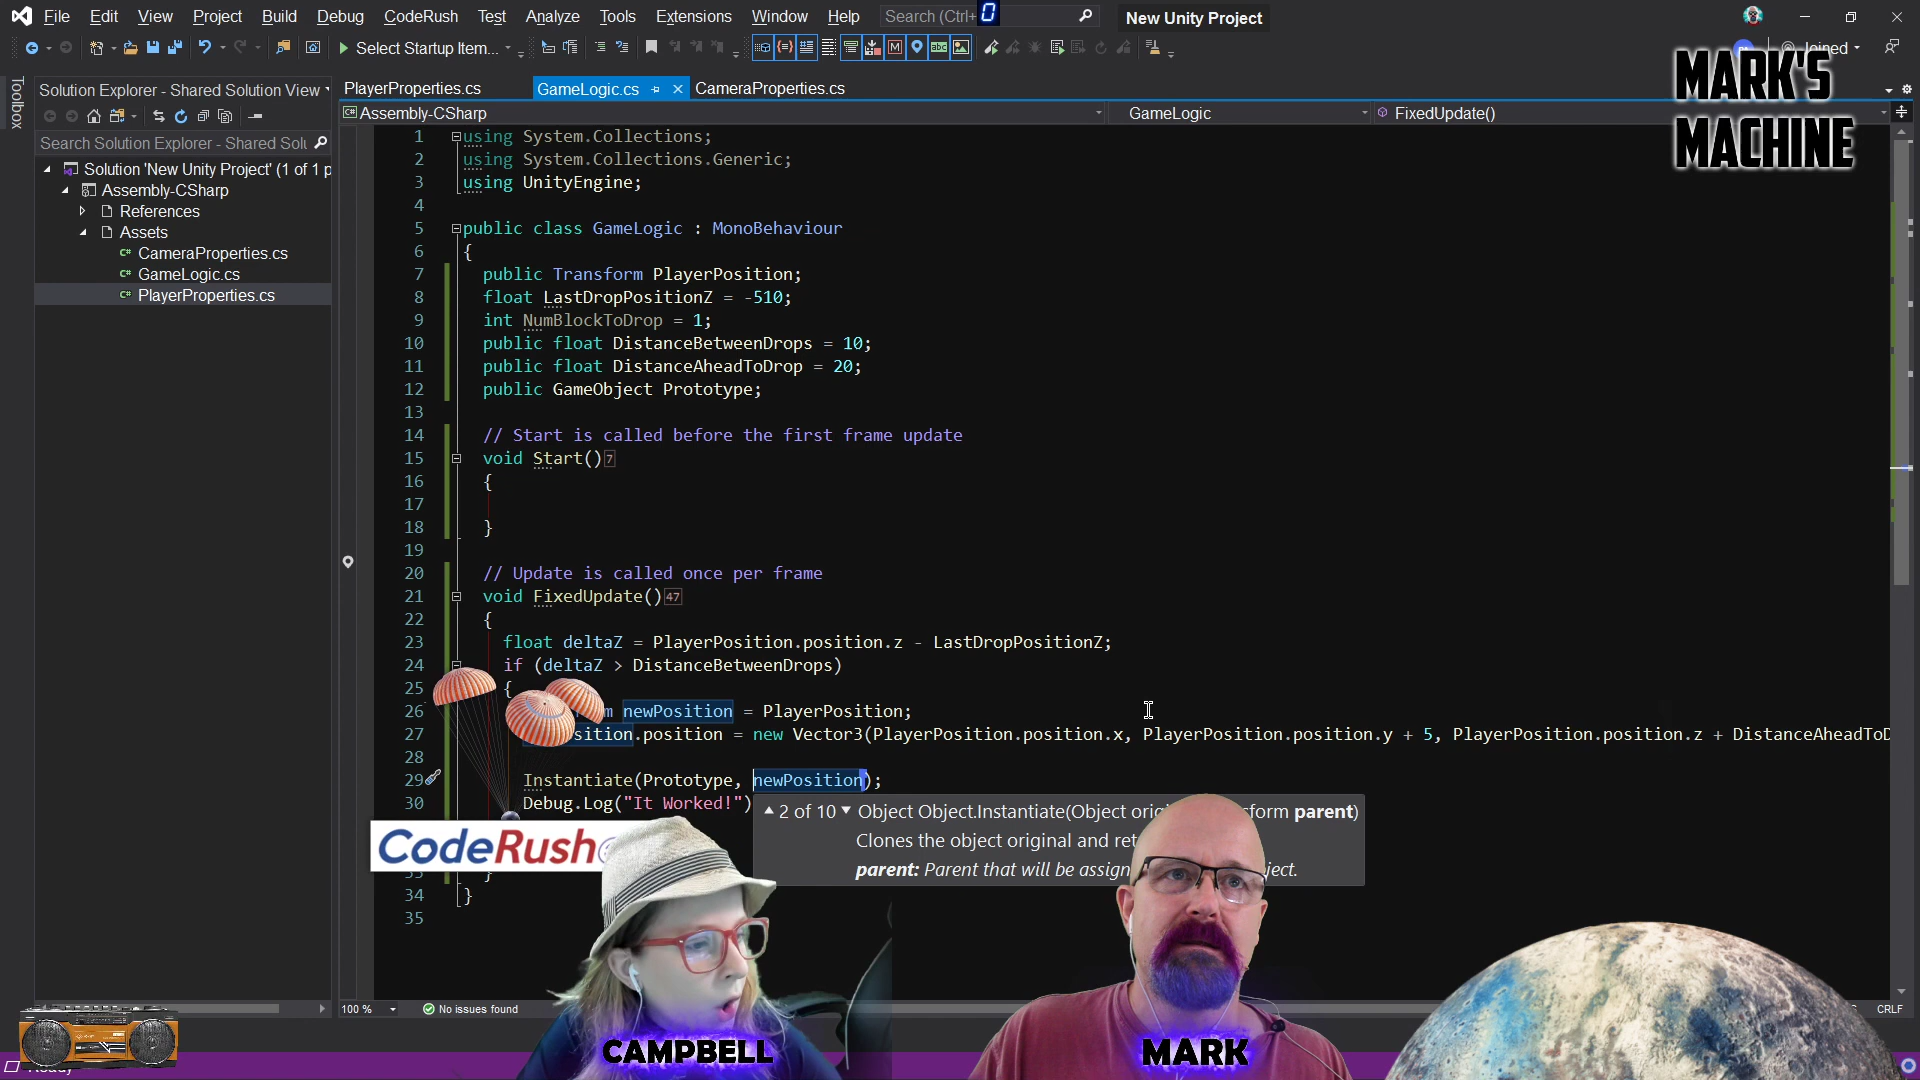 File Edit View Project Build Debug CodeRush Test Analyze Tools Extensions Window Help Search (Ctrl+ 0 New Unity Project
Select Startup Item... Joined
MARK'S
MACHINE
Toolbox
Solution Explorer - Shared Solution View
Search Solution Explorer - Shared Solu
Solution 'New Unity Project' (1 of 1 p
Assembly-CSharp
References
Assets
CameraProperties.cs
GameLogic.cs
PlayerProperties.cs
PlayerProperties.cs GameLogic.cs CameraProperties.cs
Assembly-CSharp GameLogic FixedUpdate()
1 using System.Collections;
2 using System.Collections.Generic;
3 using UnityEngine;
4
5 public class GameLogic : MonoBehaviour
6 {
7 public Transform PlayerPosition;
8 float LastDropPositionZ = -510;
9 int NumBlockToDrop = 1;
10 public float DistanceBetweenDrops = 10;
11 public float DistanceAheadToDrop = 20;
12 public GameObject Prototype;
13
14 // Start is called before the first frame update
15 void Start() 7
16 {
17
18 }
19
20 // Update is called once per frame
21 void FixedUpdate() 47
22 {
23 float deltaZ = PlayerPosition.position.z - LastDropPositionZ;
24 if (deltaZ > DistanceBetweenDrops)
25 {
26 m newPosition = PlayerPosition;
27 sition.position = new Vector3(PlayerPosition.position.x, PlayerPosition.position.y + 5, PlayerPosition.position.z + DistanceAheadToD
28
29 Instantiate(Prototype, newPosition);
30 Debug.Log("It Worked!")
2 of 10 Object Object.Instantiate(Object orig sform parent)
Clones the object original and ret
parent: Parent that will be assign ject.
CodeRush
33 }
34 }
35
100 % No issues found CRLF
CAMPBELL
MARK
Ready